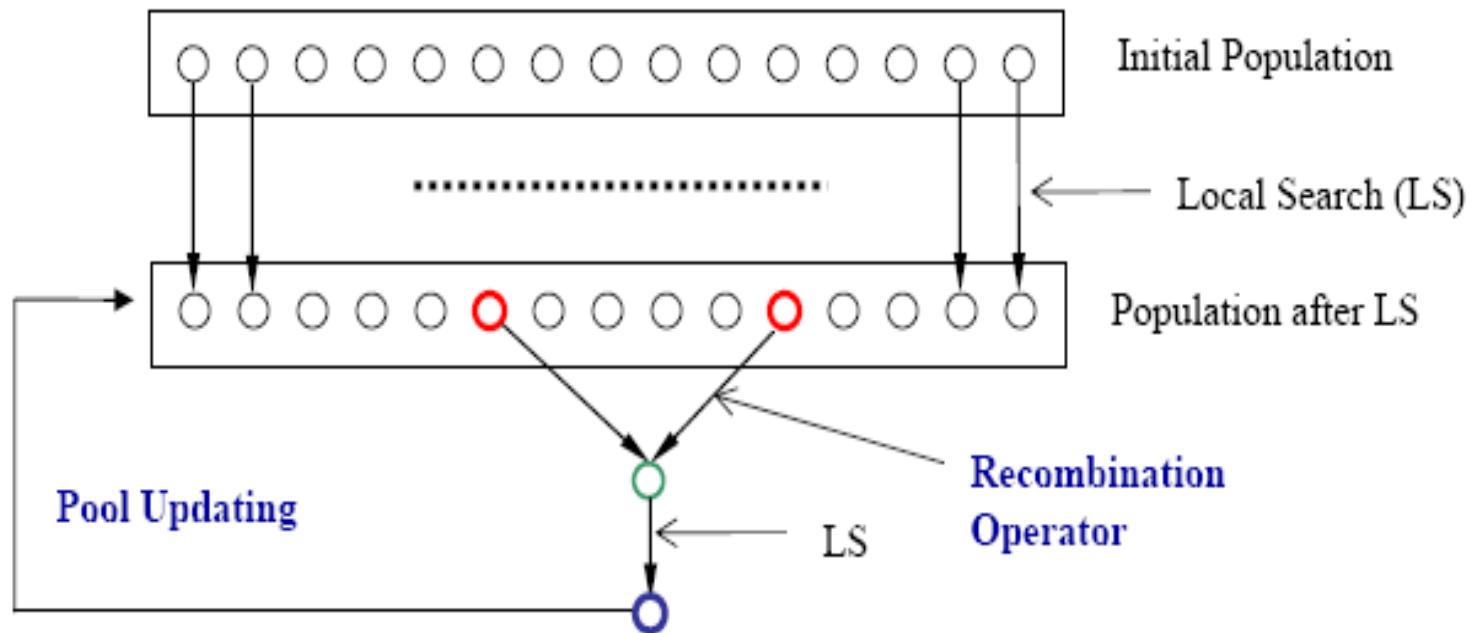 Initial Population
Local Search (LS)
Population after LS
Pool Updating
Recombination
Operator
LS